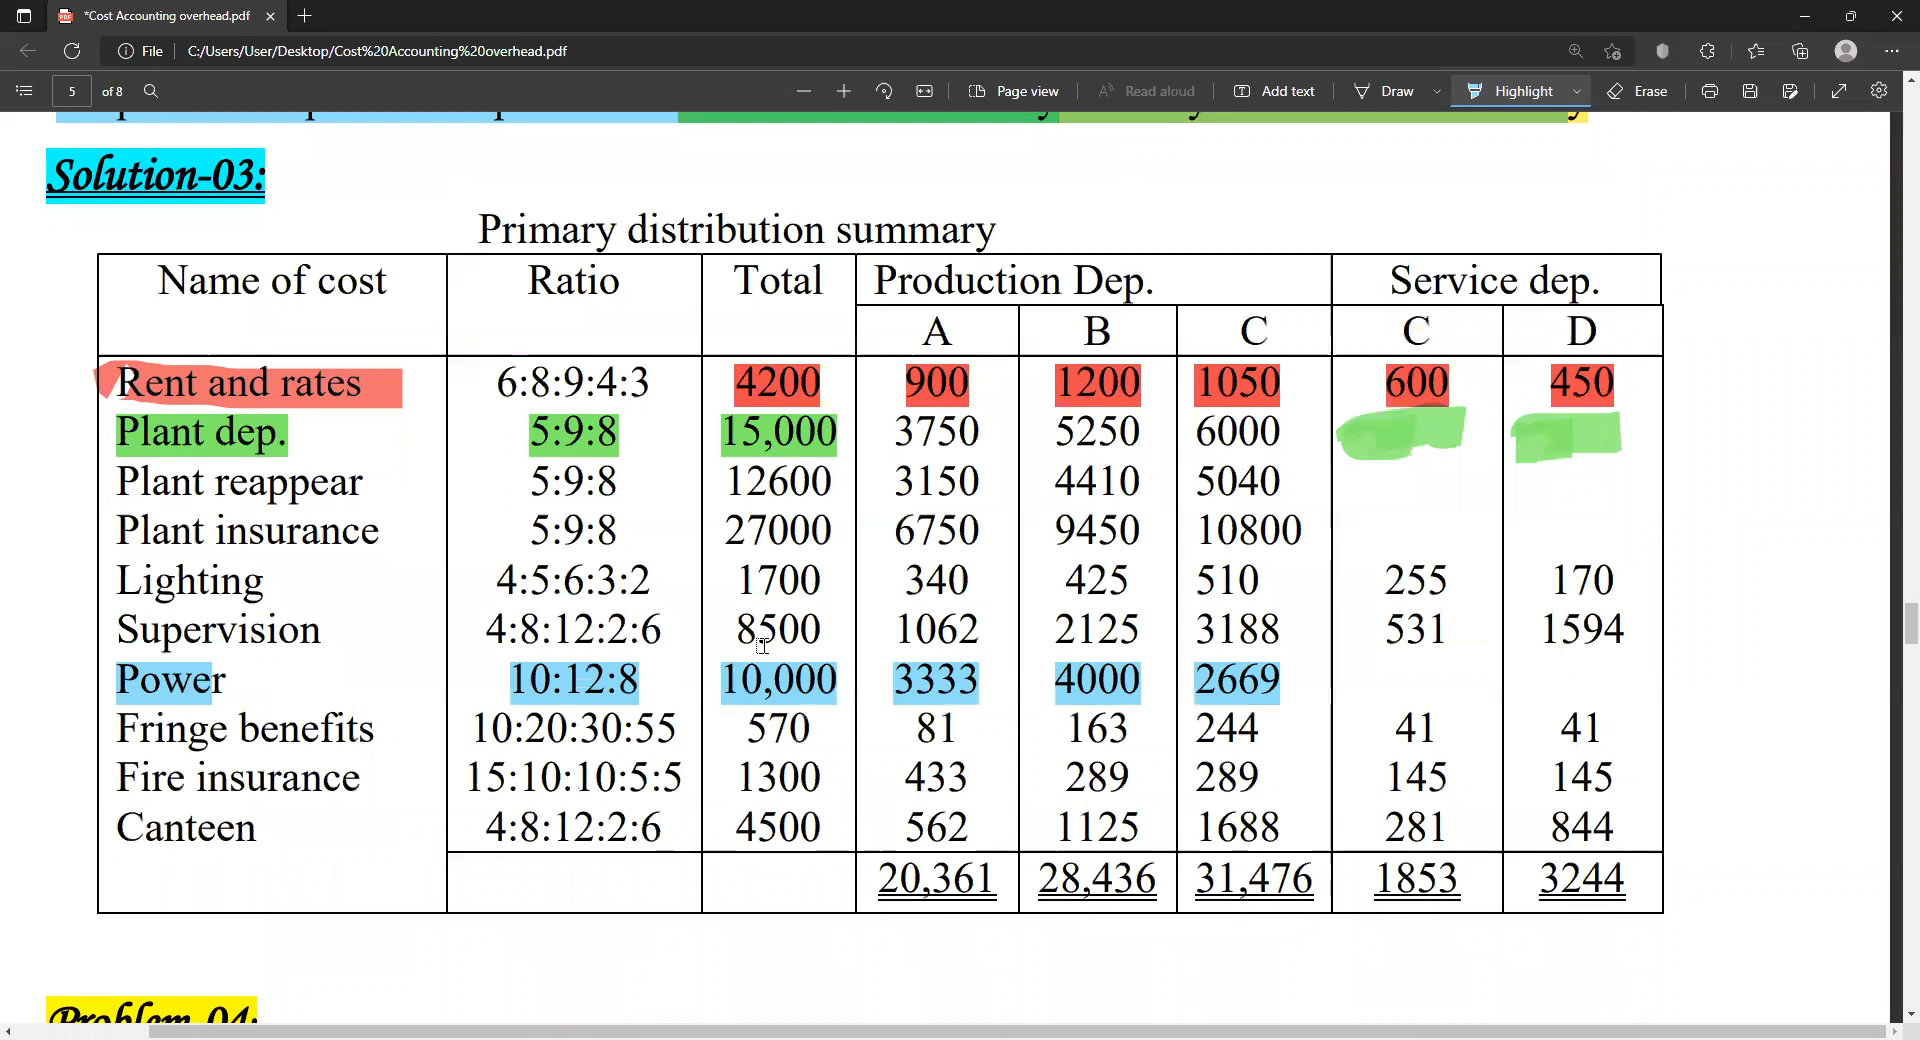 *Cost Accounting overhead.pdf
File C:/Users/User/Desktop/Cost%20Accounting%20overhead.pdf
5 of 8 Page view Read aloud Add text Draw Highlight Erase
Solution-03:
Primary distribution summary
Name of cost Ratio Total Production Dep. Service dep.
A B C C D
Rent and rates 6:8:9:4:3 4200 900 1200 1050 600 450
Plant dep. 5:9:8 15,000 3750 5250 6000
Plant reappear 5:9:8 12600 3150 4410 5040
Plant insurance 5:9:8 27000 6750 9450 10800
Lighting 4:5:6:3:2 1700 340 425 510 255 170
Supervision 4:8:12:2:6 8500 1062 2125 3188 531 1594
Power 10:12:8 10,000 3333 4000 2669
Fringe benefits 10:20:30:55 570 81 163 244 41 41
Fire insurance 15:10:10:5:5 1300 433 289 289 145 145
Canteen 4:8:12:2:6 4500 562 1125 1688 281 844
20,361 28,436 31,476 1853 3244
Problem 04: